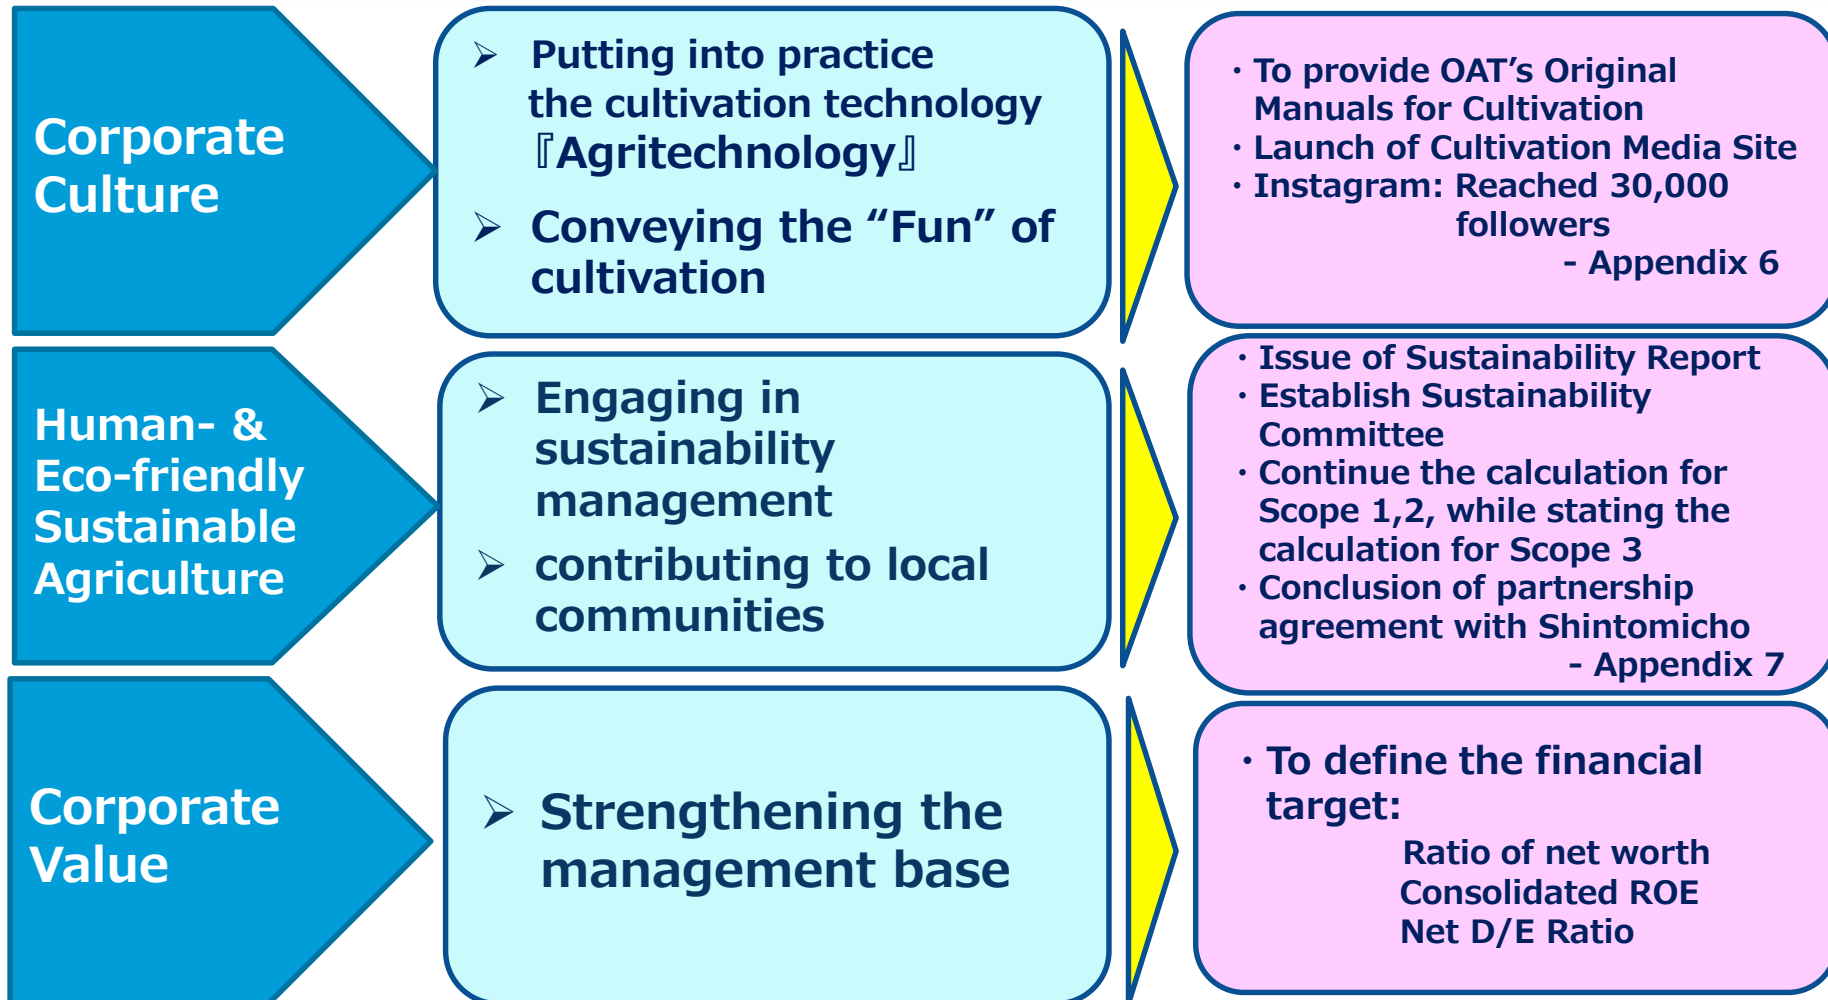 Corporate
Culture
➢ Putting into practice
the cultivation technology
『Agritechnology』
➢ Conveying the “Fun” of
cultivation
・To provide OAT’s Original
Manuals for Cultivation
・Launch of Cultivation Media Site
・Instagram: Reached 30,000
followers
- Appendix 6
Human- &
Eco-friendly
Sustainable
Agriculture
➢ Engaging in
sustainability
management
➢ contributing to local
communities
・Issue of Sustainability Report
・Establish Sustainability
Committee
・Continue the calculation for
Scope 1,2, while stating the
calculation for Scope 3
・Conclusion of partnership
agreement with Shintomicho
- Appendix 7
Corporate
Value
➢ Strengthening the
management base
・To define the financial
target:
Ratio of net worth
Consolidated ROE
Net D/E Ratio